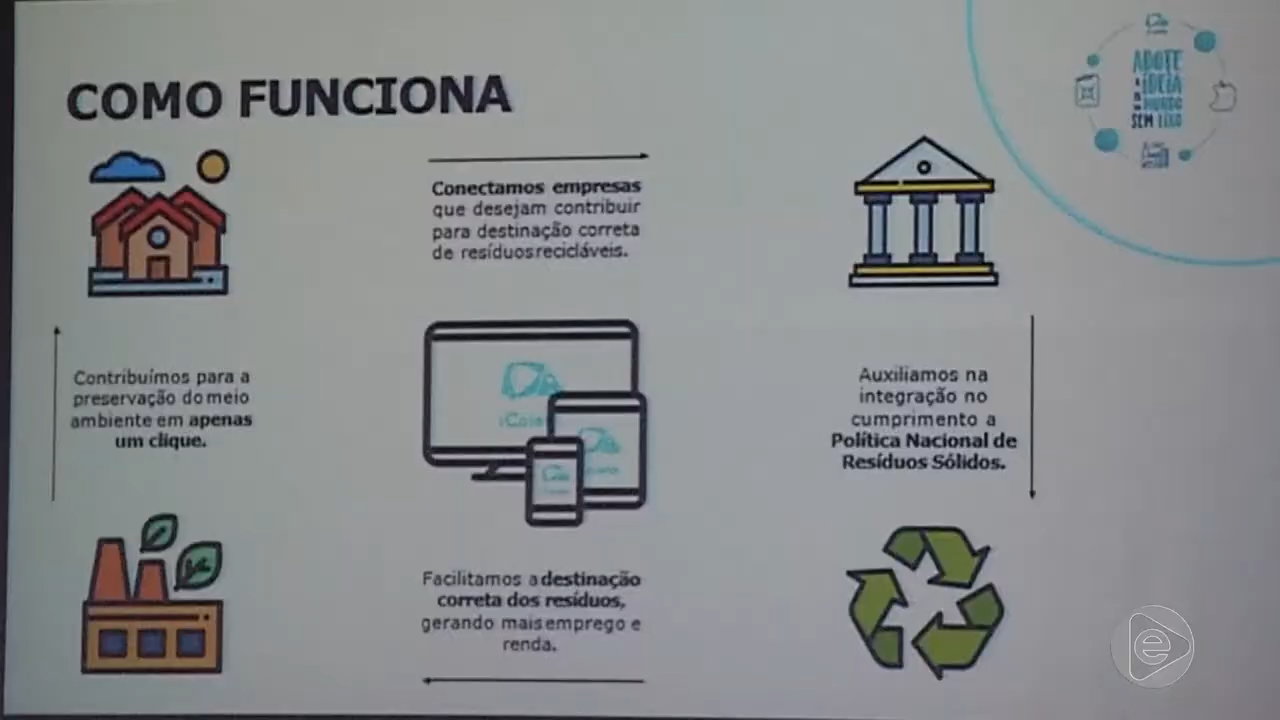 COMO FUNCIONA
ADOTE
A IDEIA
MUNDO
SEM LIXO
Conectamos empresas
que desejam contribuir
para destinação correta
de resíduos recicláveis.
Contribuímos para a
preservação do meio
ambiente em apenas
um clique.
Auxiliamos na
integração no
cumprimento a
Política Nacional de
Resíduos Sólidos.
Facilitamos a destinação
correta dos resíduos,
gerando mais emprego e
renda.
e